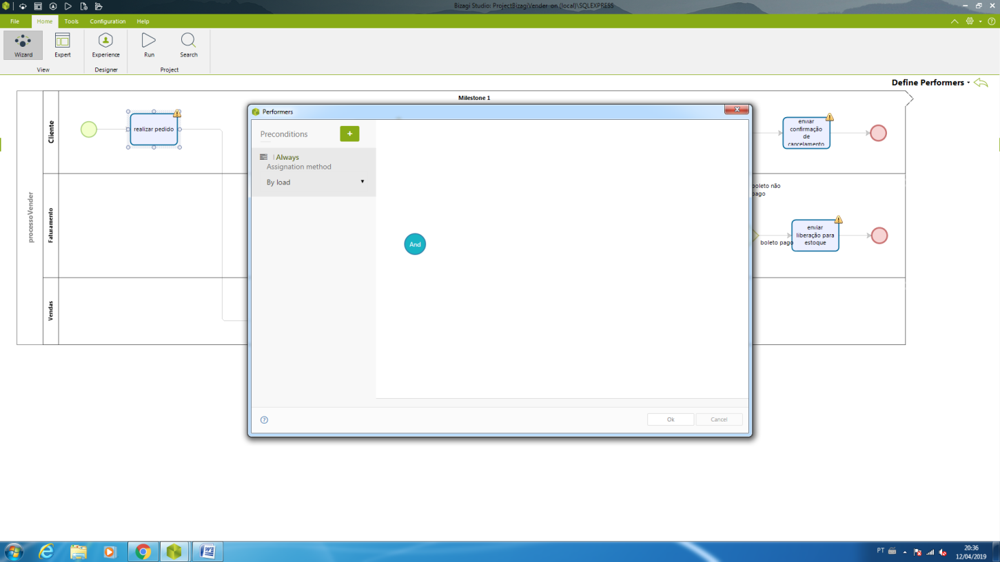 Bizagi Studio: ProjectBizagiVender on (local)\SQLEXPRESS
File Home Tools Configuration Help
Wizard Expert Experience Run Search
View Designer Project
Define Performers
Milestone 1
processoVender
Cliente
realizar pedido
enviar
confirmação
de
cancelamento
Performers
Preconditions
+
Always
Assignation method
By load
And
Ok Cancel
Faturamento
boleto não
pago
boleto pago
enviar
liberação para
estoque
Vendas
PT
20:36
12/04/2019